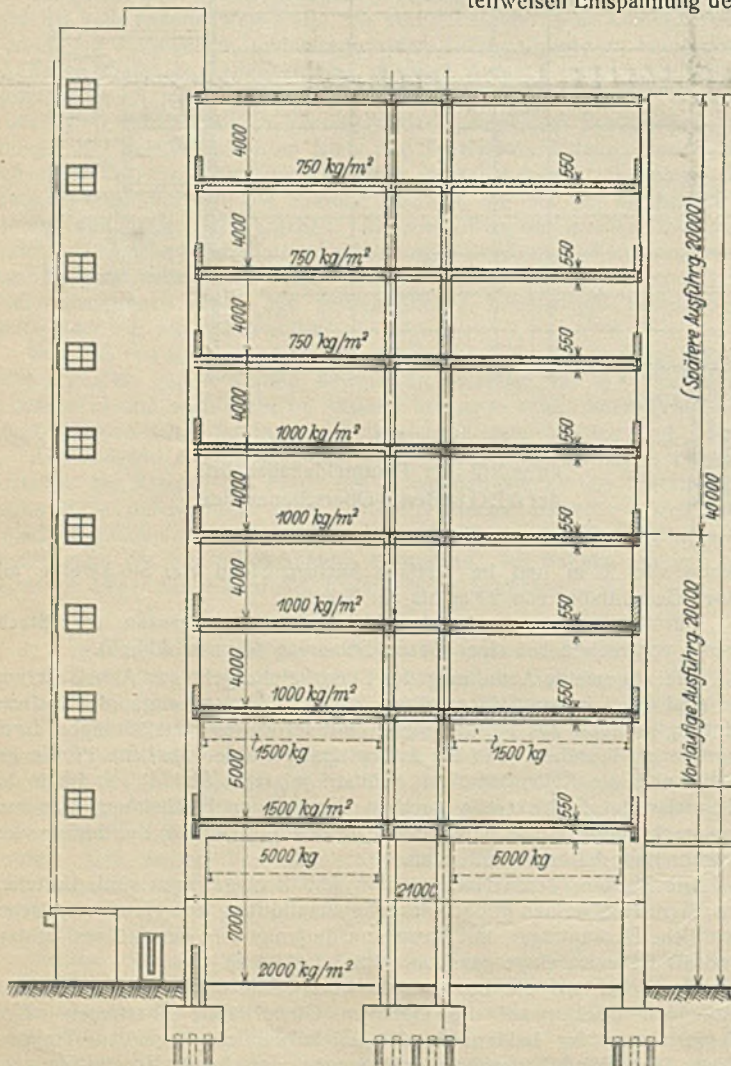 teilweisen Entspannung de
4000
750 kg/m²
550
4000
750 kg/m²
550
(Spätere Ausführg. 20000)
4000
750 kg/m²
550
4000
1000 kg/m²
550
40000
4000
1000 kg/m²
550
4000
1000 kg/m²
550
4000
1000 kg/m²
550
Vorläufige Ausführg. 20000
1500 kg
1500 kg
5000
1500 kg/m²
550
5000 kg
5000 kg
21000
7000
2000 kg/m²